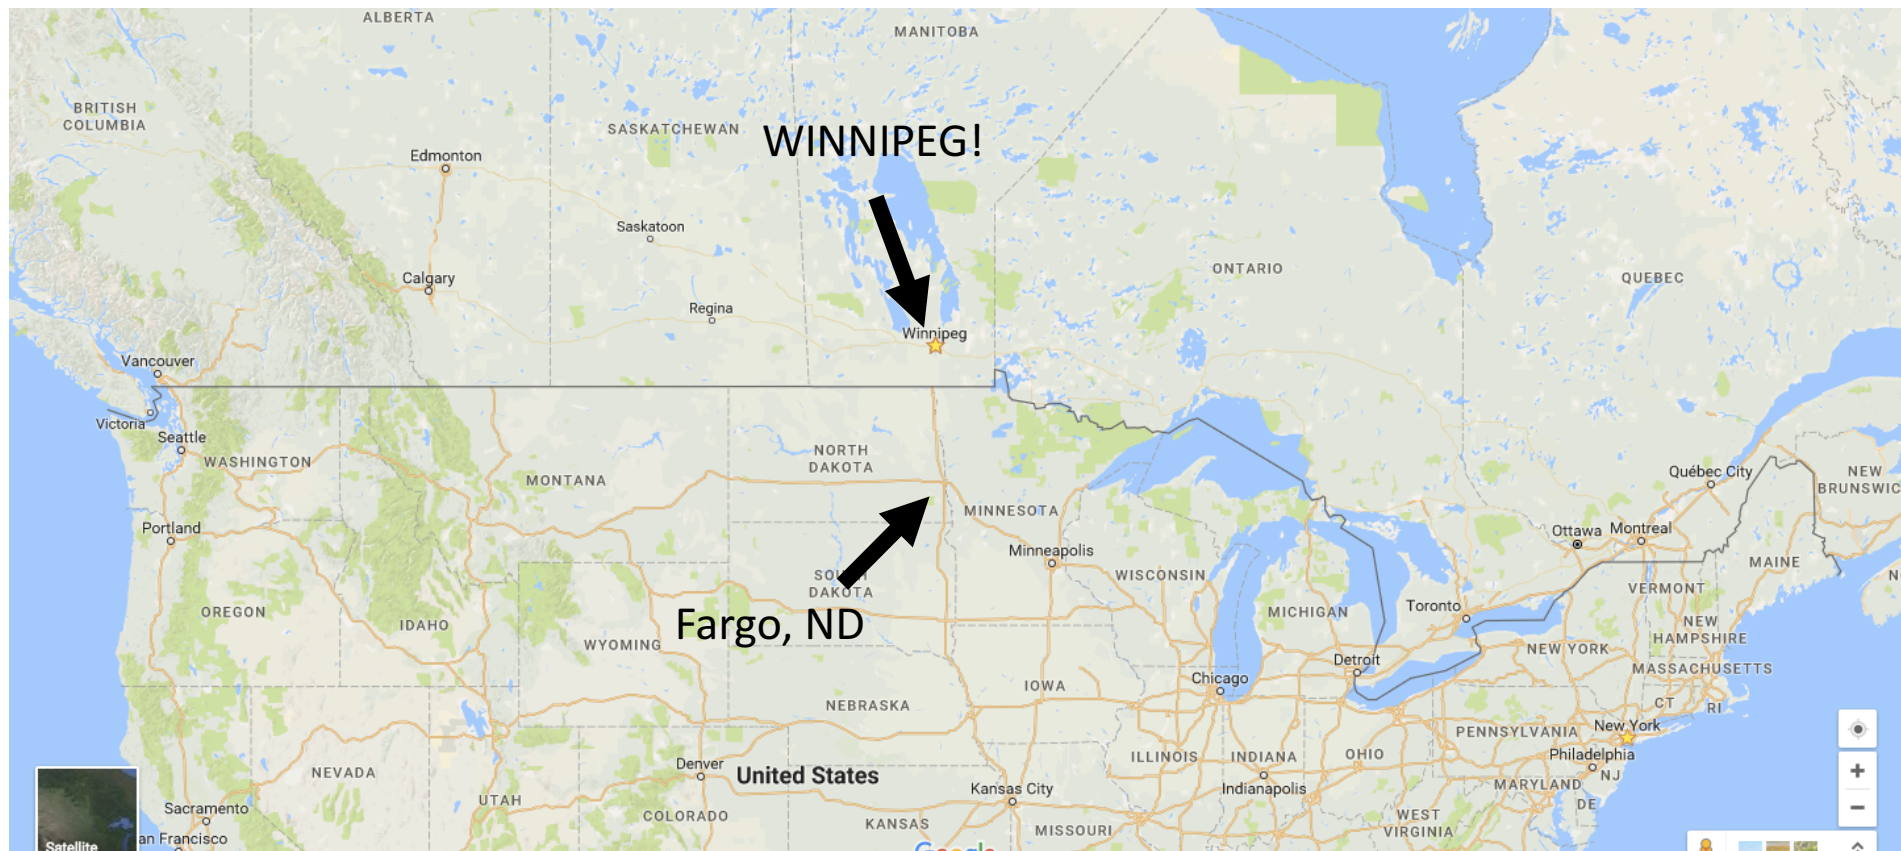 ALBERTA
MANITOBA
BRITISH
COLUMBIA
SASKATCHEWAN
WINNIPEG!
Edmonton
Saskatoon
Calgary
ONTARIO
QUEBEC
Regina
Winnipeg
Vancouver
Victoria
Seattle
WASHINGTON
NORTH
DAKOTA
MONTANA
Québec City
NEW
BRUNSWIC
MINNESOTA
Portland
Ottawa
Montreal
Minneapolis
WISCONSIN
MAINE
SOUTH
DAKOTA
VERMONT
OREGON
IDAHO
Fargo, ND
MICHIGAN
Toronto
NEW
HAMPSHIRE
WYOMING
NEW YORK
Detroit
MASSACHUSETTS
Chicago
IOWA
NEBRASKA
CT
RI
New York
PENNSYLVANIA
Philadelphia
ILLINOIS
INDIANA
OHIO
NEVADA
Denver
United States
NJ
Kansas City
Indianapolis
MARYLAND
DE
UTAH
Sacramento
COLORADO
KANSAS
MISSOURI
WEST
VIRGINIA
an Francisco
Satellite
Google